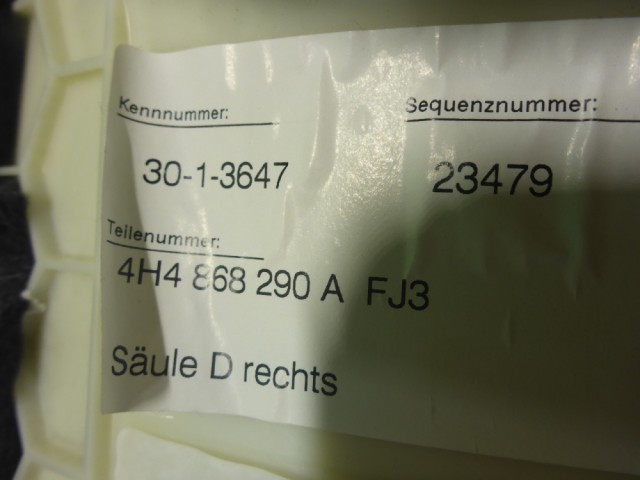 Kennnummer: Sequenznummer:
30-1-3647 23479
Teilenummer:
4H4 868 290 A FJ3
Säule D rechts